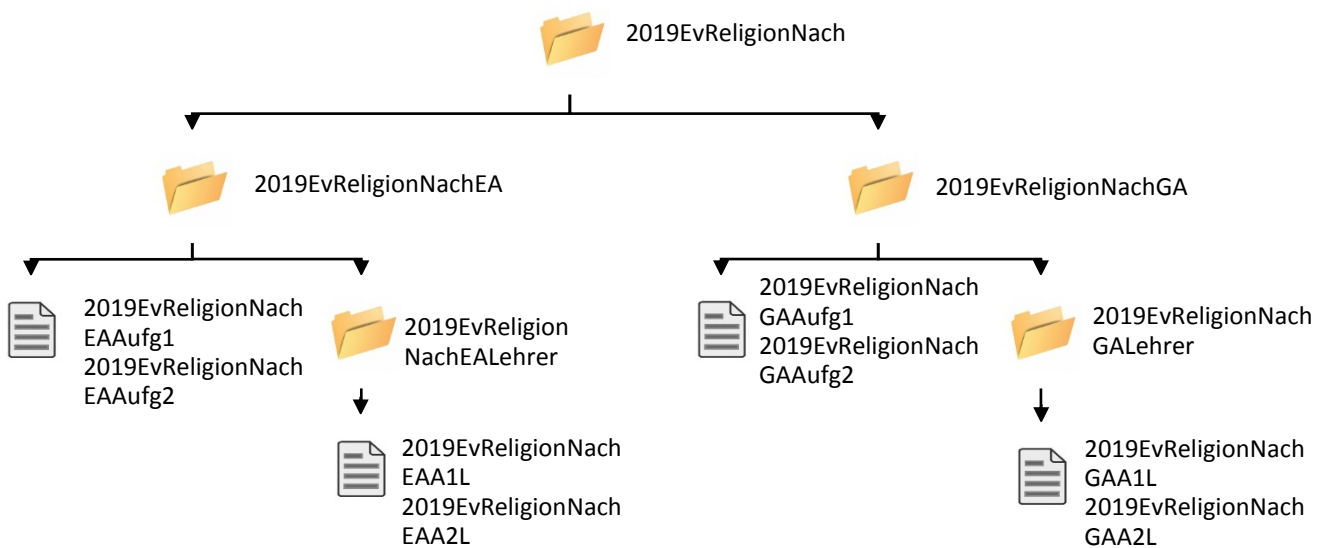 2019EvReligionNach
2019EvReligionNachEA
2019EvReligionNachGA
2019EvReligionNach
EAAufg1
2019EvReligionNach
EAAufg2
2019EvReligion
NachEALehrer
2019EvReligionNach
GAAufg1
2019EvReligionNach
GAAufg2
2019EvReligionNach
GALehrer
2019EvReligionNach
EAA1L
2019EvReligionNach
EAA2L
2019EvReligionNach
GAA1L
2019EvReligionNach
GAA2L